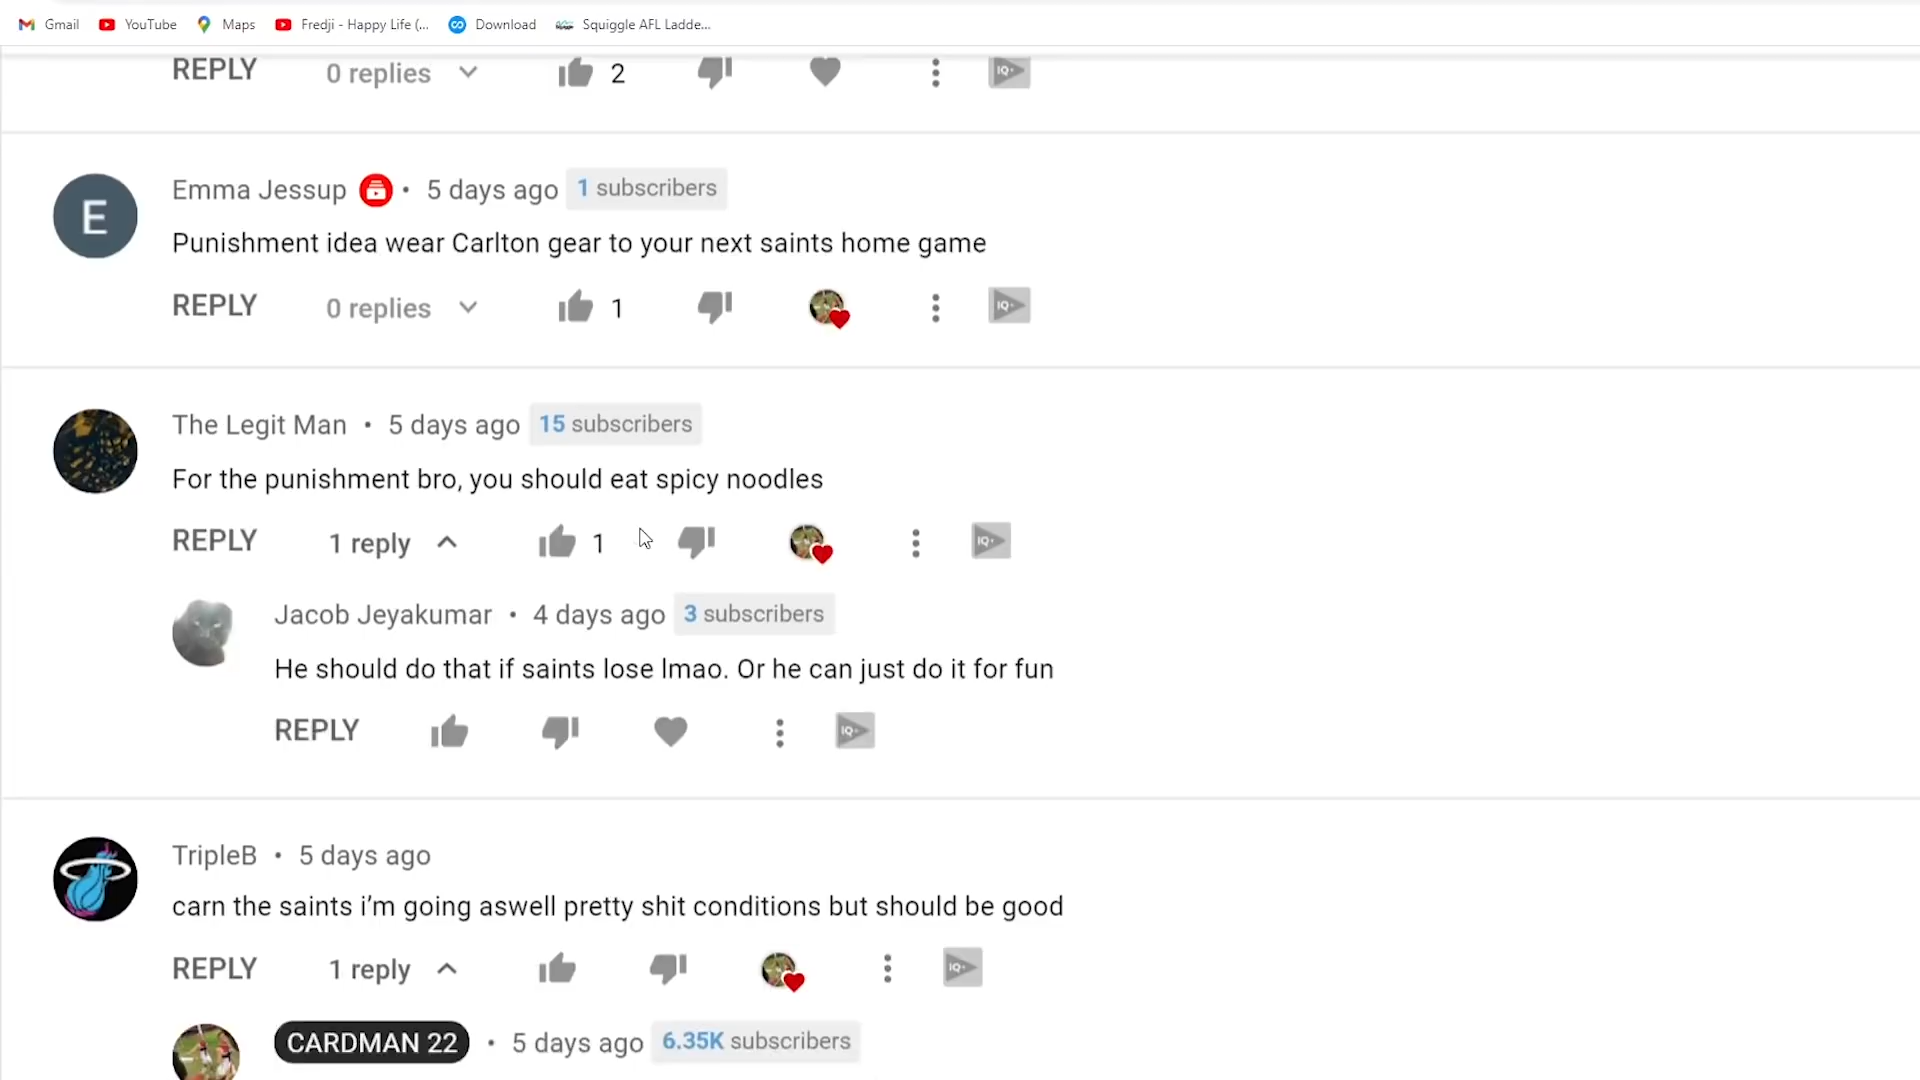 Gmail YouTube Maps Fredji - Happy Life (... Download Squiggle AFL Ladde...
REPLY 0 replies 2 IQ+
E Emma Jessup • 5 days ago 1 subscribers
Punishment idea wear Carlton gear to your next saints home game
REPLY 0 replies 1 IQ+
The Legit Man • 5 days ago 15 subscribers
For the punishment bro, you should eat spicy noodles
REPLY 1 reply 1 IQ+
Jacob Jeyakumar • 4 days ago 3 subscribers
He should do that if saints lose lmao. Or he can just do it for fun
REPLY IQ+
TripleB • 5 days ago
carn the saints i’m going aswell pretty shit conditions but should be good
REPLY 1 reply IQ+
CARDMAN 22 • 5 days ago 6.35K subscribers